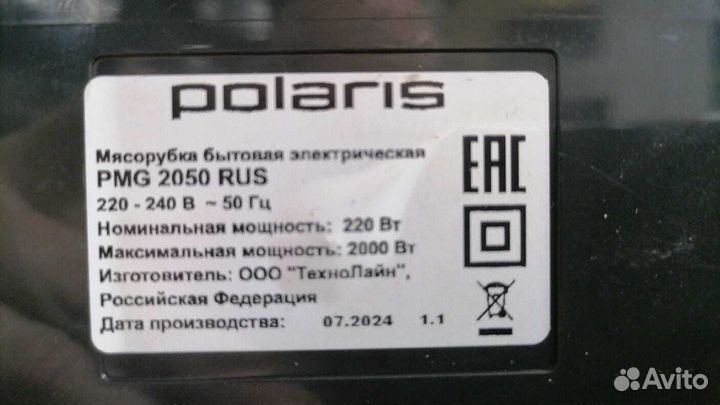 polaris
Мясорубка бытовая электрическая
PMG 2050 RUS
220 - 240 В ~ 50 Гц
Номинальная мощность: 220 Вт
Максимальная мощность: 2000 Вт
Изготовитель: ООО "ТехноЛайн",
Российская Федерация
Дата производства: 07.2024 1.1
EAC
Avito